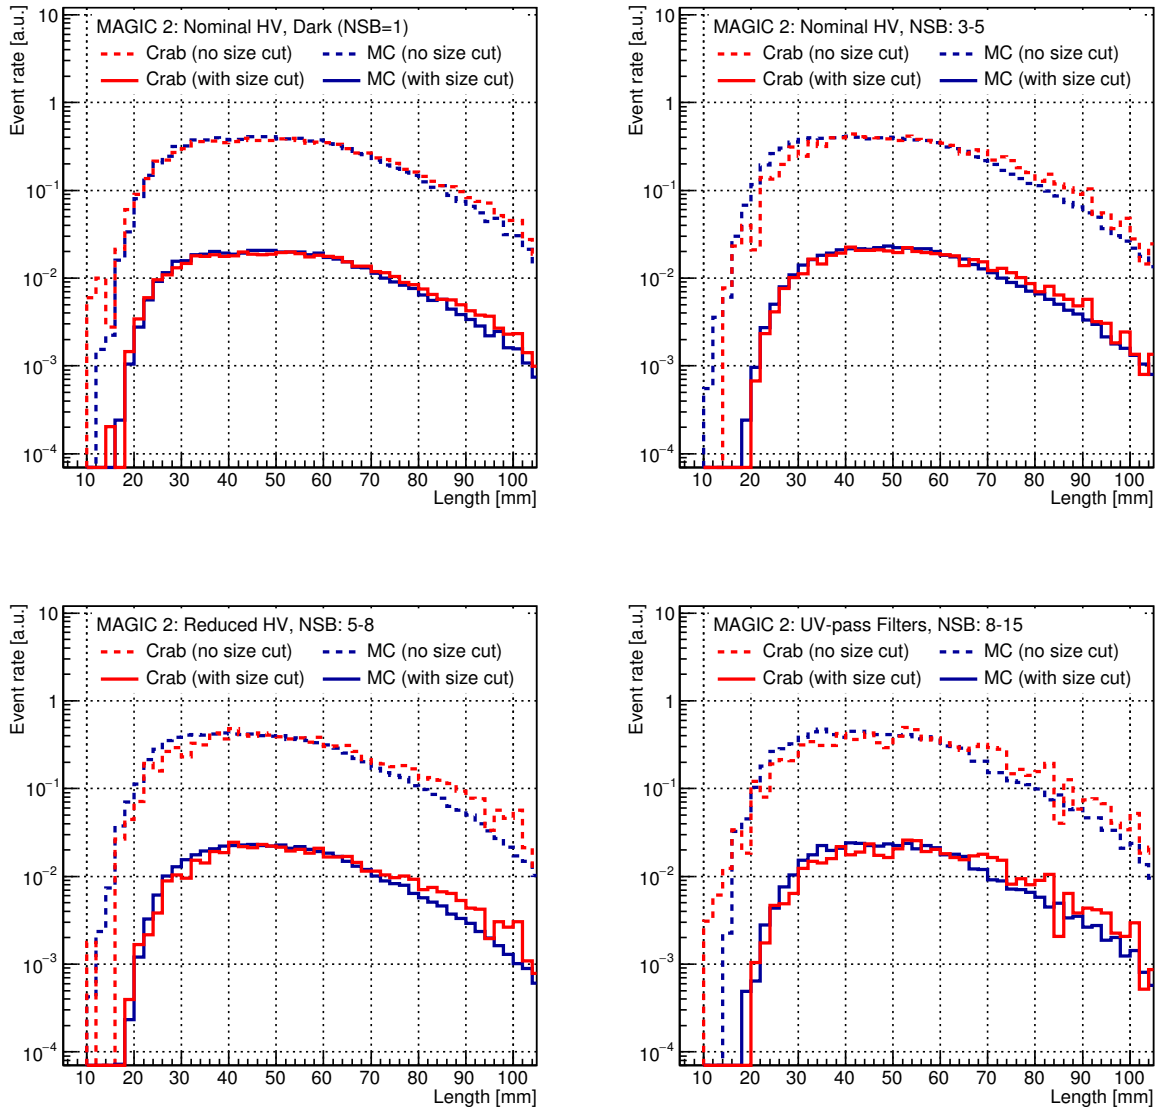 MAGIC 2: Nominal HV, Dark (NSB=1)
Crab (no size cut) MC (no size cut)
Crab (with size cut) MC (with size cut)
Event rate [a.u.]
10
1
10⁻¹
10⁻²
10⁻³
10⁻⁴
10 20 30 40 50 60 70 80 90 100
Length [mm]
MAGIC 2: Nominal HV, NSB: 3-5
Crab (no size cut) MC (no size cut)
Crab (with size cut) MC (with size cut)
Event rate [a.u.]
10
1
10⁻¹
10⁻²
10⁻³
10⁻⁴
10 20 30 40 50 60 70 80 90 100
Length [mm]
MAGIC 2: Reduced HV, NSB: 5-8
Crab (no size cut) MC (no size cut)
Crab (with size cut) MC (with size cut)
Event rate [a.u.]
10
1
10⁻¹
10⁻²
10⁻³
10⁻⁴
10 20 30 40 50 60 70 80 90 100
Length [mm]
MAGIC 2: UV-pass Filters, NSB: 8-15
Crab (no size cut) MC (no size cut)
Crab (with size cut) MC (with size cut)
Event rate [a.u.]
10
1
10⁻¹
10⁻²
10⁻³
10⁻⁴
10 20 30 40 50 60 70 80 90 100
Length [mm]